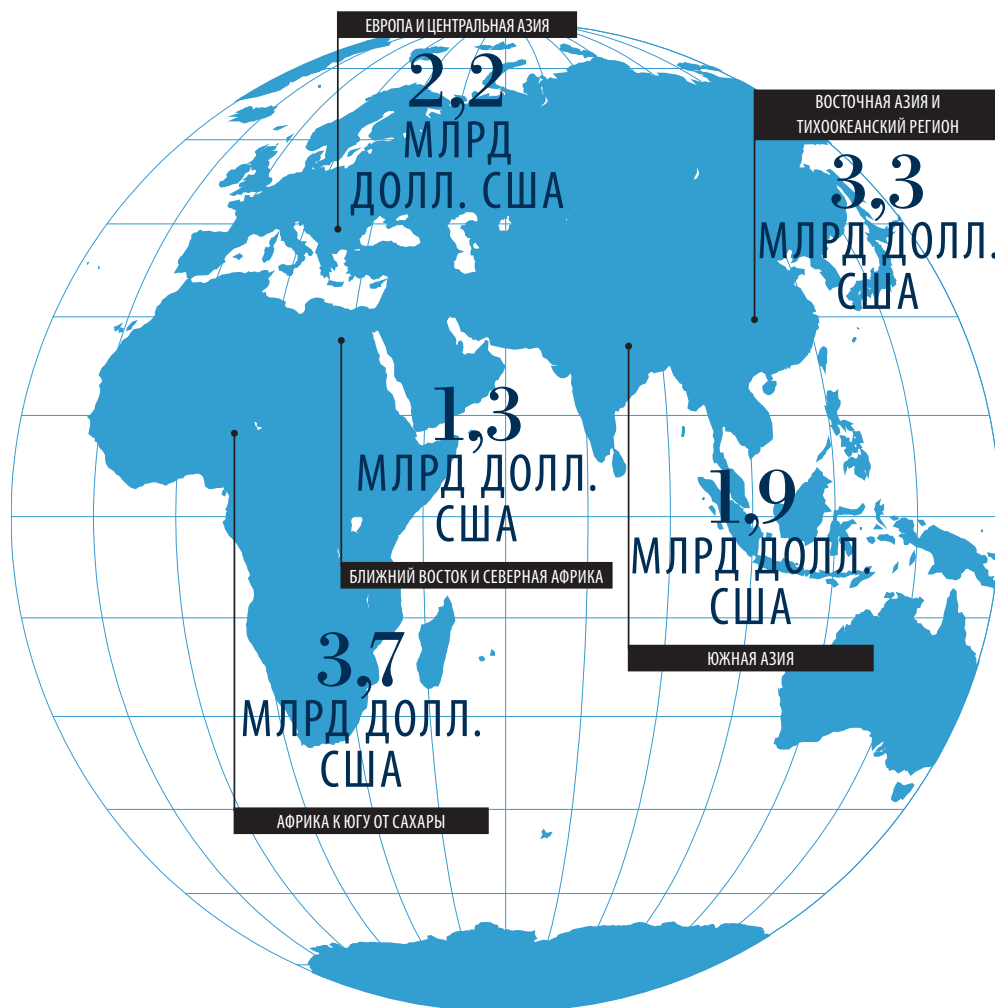 ЕВРОПА И ЦЕНТРАЛЬНАЯ АЗИЯ
2,2
МЛРД
ДОЛЛ. США
ВОСТОЧНАЯ АЗИЯ И
ТИХООКЕАНСКИЙ РЕГИОН
3,3
МЛРД ДОЛЛ.
США
1,3
МЛРД ДОЛЛ.
США
БЛИЖНИЙ ВОСТОК И СЕВЕРНАЯ АФРИКА
1,9
МЛРД ДОЛЛ.
США
ЮЖНАЯ АЗИЯ
3,7
МЛРД ДОЛЛ.
США
АФРИКА К ЮГУ ОТ САХАРЫ